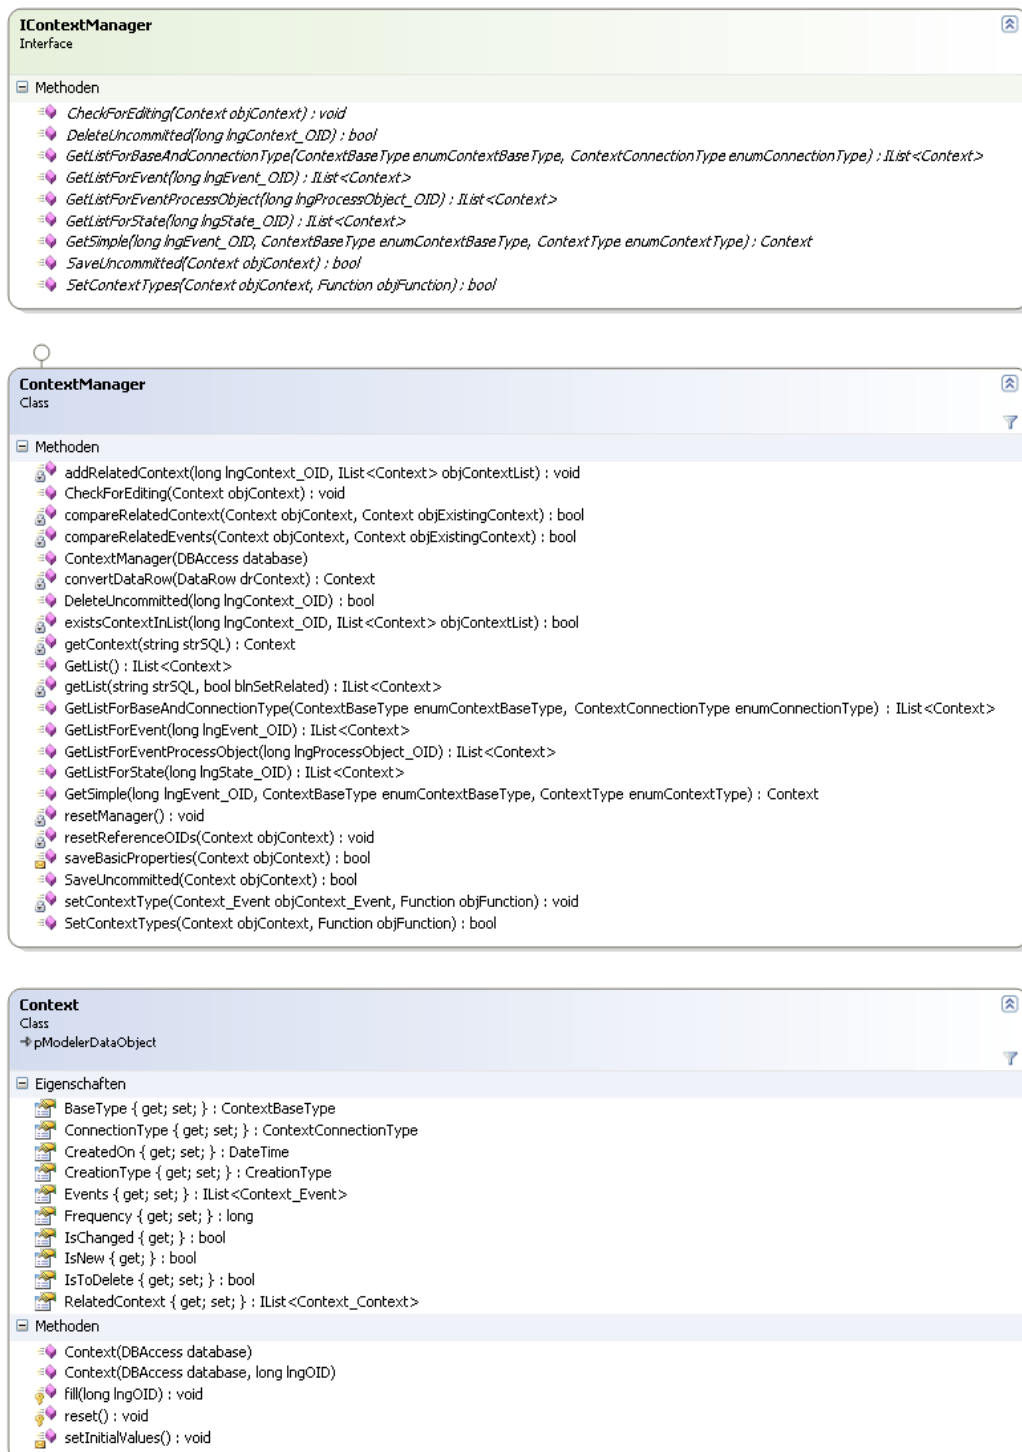 IContextManager
Interface
Methoden
CheckForEditing(Context objContext) : void
DeleteUncommitted(long lngContext_OID) : bool
GetListForBaseAndConnectionType(ContextBaseType enumContextBaseType, ContextConnectionType enumConnectionType) : IList<Context>
GetListForEvent(long lngEvent_OID) : IList<Context>
GetListForEventProcessObject(long lngProcessObject_OID) : IList<Context>
GetListForState(long lngState_OID) : IList<Context>
GetSimple(long lngEvent_OID, ContextBaseType enumContextBaseType, ContextType enumContextType) : Context
SaveUncommitted(Context objContext) : bool
SetContextTypes(Context objContext, Function objFunction) : bool
ContextManager
Class
Methoden
addRelatedContext(long lngContext_OID, IList<Context> objContextList) : void
CheckForEditing(Context objContext) : void
compareRelatedContext(Context objContext, Context objExistingContext) : bool
compareRelatedEvents(Context objContext, Context objExistingContext) : bool
ContextManager(DBAccess database)
convertDataRow(DataRow drContext) : Context
DeleteUncommitted(long lngContext_OID) : bool
existsContextInList(long lngContext_OID, IList<Context> objContextList) : bool
getContext(string strSQL) : Context
GetList() : IList<Context>
getList(string strSQL, bool blnSetRelated) : IList<Context>
GetListForBaseAndConnectionType(ContextBaseType enumContextBaseType, ContextConnectionType enumConnectionType) : IList<Context>
GetListForEvent(long lngEvent_OID) : IList<Context>
GetListForEventProcessObject(long lngProcessObject_OID) : IList<Context>
GetListForState(long lngState_OID) : IList<Context>
GetSimple(long lngEvent_OID, ContextBaseType enumContextBaseType, ContextType enumContextType) : Context
resetManager() : void
resetReferenceOIDs(Context objContext) : void
saveBasicProperties(Context objContext) : bool
SaveUncommitted(Context objContext) : bool
setContextType(Context_Event objContext_Event, Function objFunction) : void
SetContextTypes(Context objContext, Function objFunction) : bool
Context
Class
pModelerDataObject
Eigenschaften
BaseType { get; set; } : ContextBaseType
ConnectionType { get; set; } : ContextConnectionType
CreatedOn { get; set; } : DateTime
CreationType { get; set; } : CreationType
Events { get; set; } : IList<Context_Event>
Frequency { get; set; } : long
IsChanged { get; } : bool
IsNew { get; } : bool
IsToDelete { get; set; } : bool
RelatedContext { get; set; } : IList<Context_Context>
Methoden
Context(DBAccess database)
Context(DBAccess database, long lngOID)
fill(long lngOID) : void
reset() : void
setInitialValues() : void